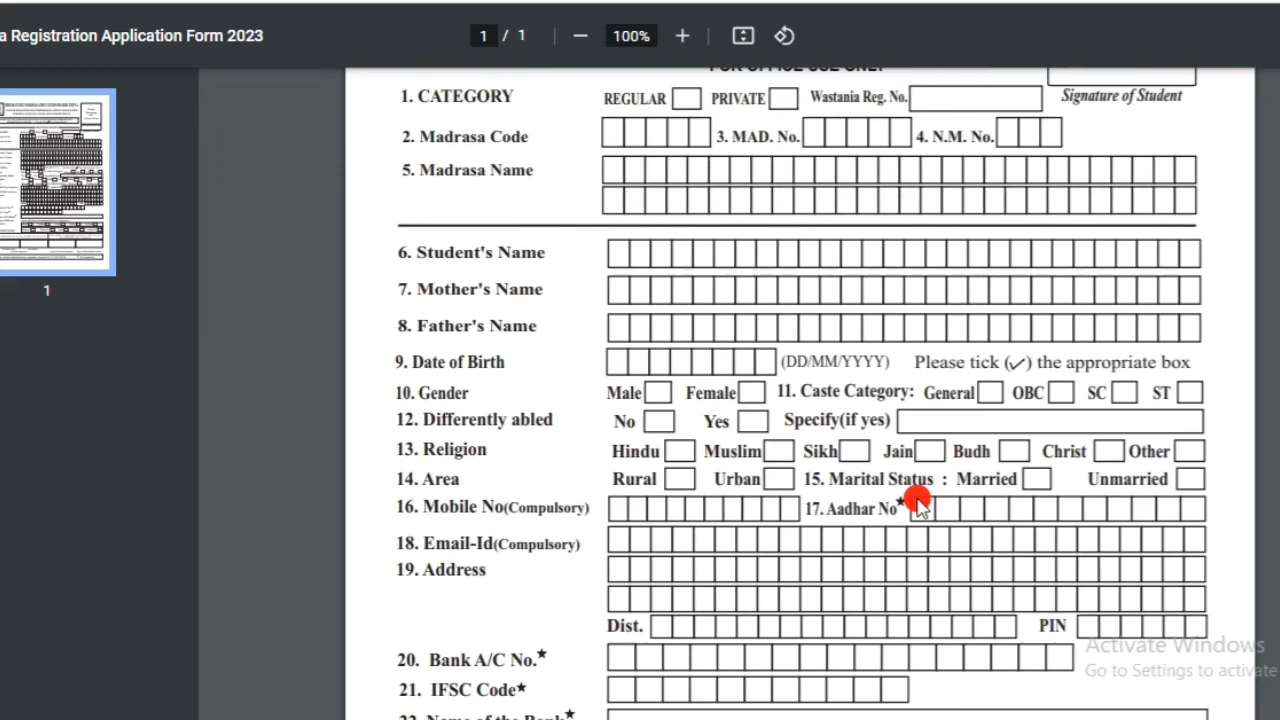 a Registration Application Form 2023
1 / 1
100%
1
FOR OFFICE USE ONLY
1. CATEGORY REGULAR PRIVATE Wastania Reg. No. Signature of Student
2. Madrasa Code 3. MAD. No. 4. N.M. No.
5. Madrasa Name
6. Student's Name
7. Mother's Name
8. Father's Name
9. Date of Birth (DD/MM/YYYY) Please tick (✓) the appropriate box
10. Gender Male Female 11. Caste Category: General OBC SC ST
12. Differently abled No Yes Specify(if yes)
13. Religion Hindu Muslim Sikh Jain Budh Christ Other
14. Area Rural Urban 15. Marital Status : Married Unmarried
16. Mobile No(Compulsory) 17. Aadhar No★
18. Email-Id(Compulsory)
19. Address
Dist. PIN
20. Bank A/C No.★
21. IFSC Code★
22. Name of the Bank★
Activate Windows
Go to Settings to activate